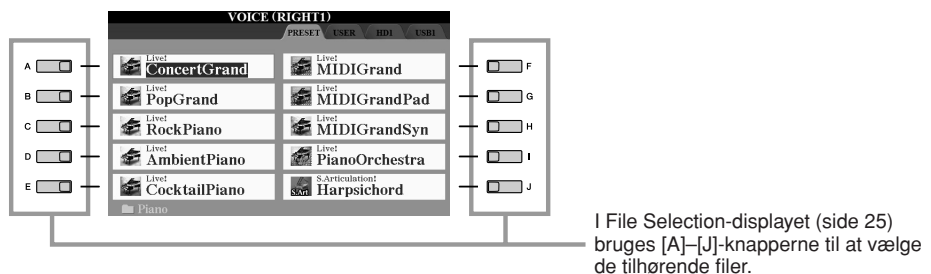 VOICE (RIGHT1)
PRESET USER HD1 USB1
A Live! ConcertGrand Live! MIDIGrand F
B Live! PopGrand Live! MIDIGrandPad G
C Live! RockPiano Live! MIDIGrandSyn H
D Live! AmbientPiano Live! PianoOrchestra I
E Live! CocktailPiano S.Art S.Articulation! Harpsichord J
Piano
I File Selection-displayet (side 25)
bruges [A]–[J]-knapperne til at vælge
de tilhørende filer.